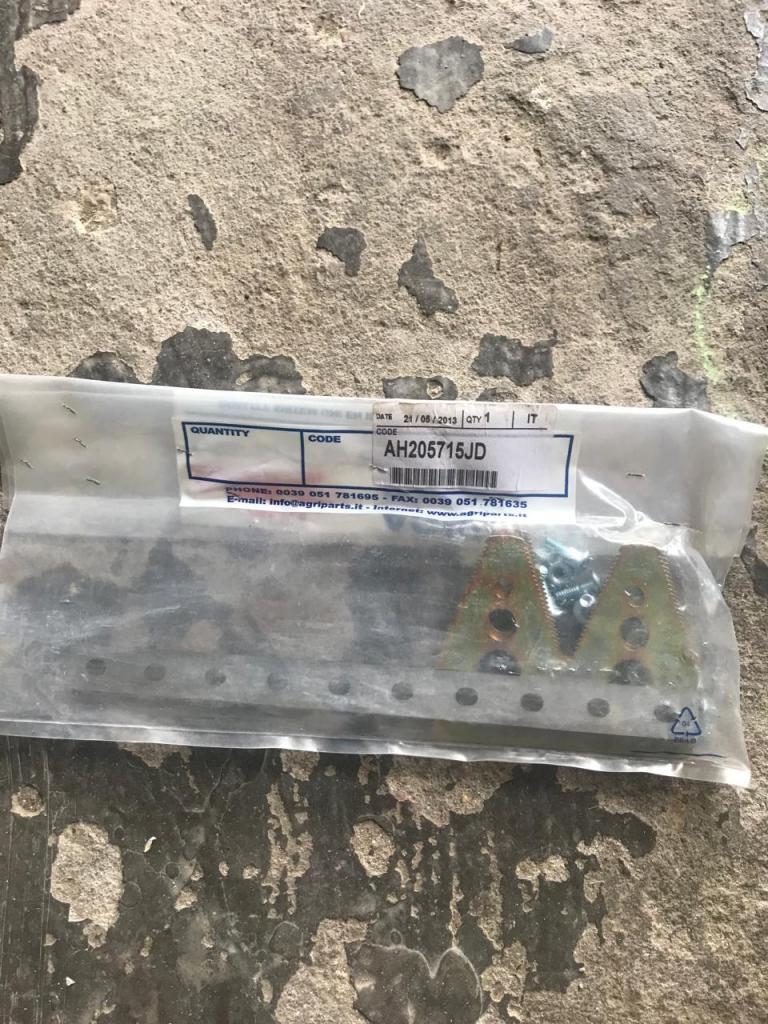 DATE 21 / 06 / 2013 QTY 1 IT
QUANTITY
CODE
CODE
AH205715JD
PHONE: 0039 051 781695 - FAX: 0039 051 781635
E-mail: info@agriparts.it - Internet: www.agriparts.it